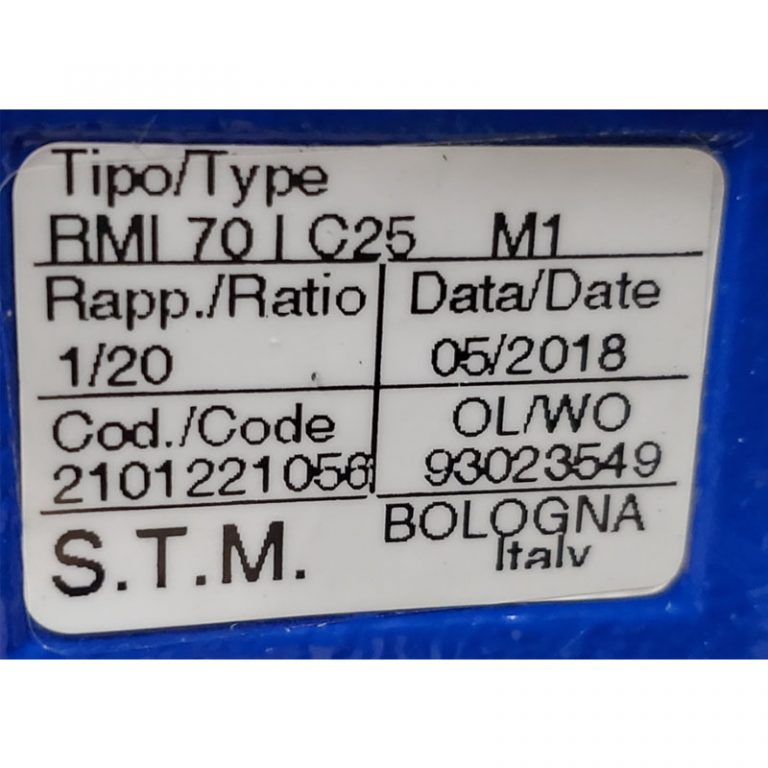 Tipo/Type
RMI 70 I C25 M1
Rapp./Ratio Data/Date
1/20 05/2018
Cod./Code OL/WO
2101221056 93023549
S.T.M. BOLOGNA
Italy